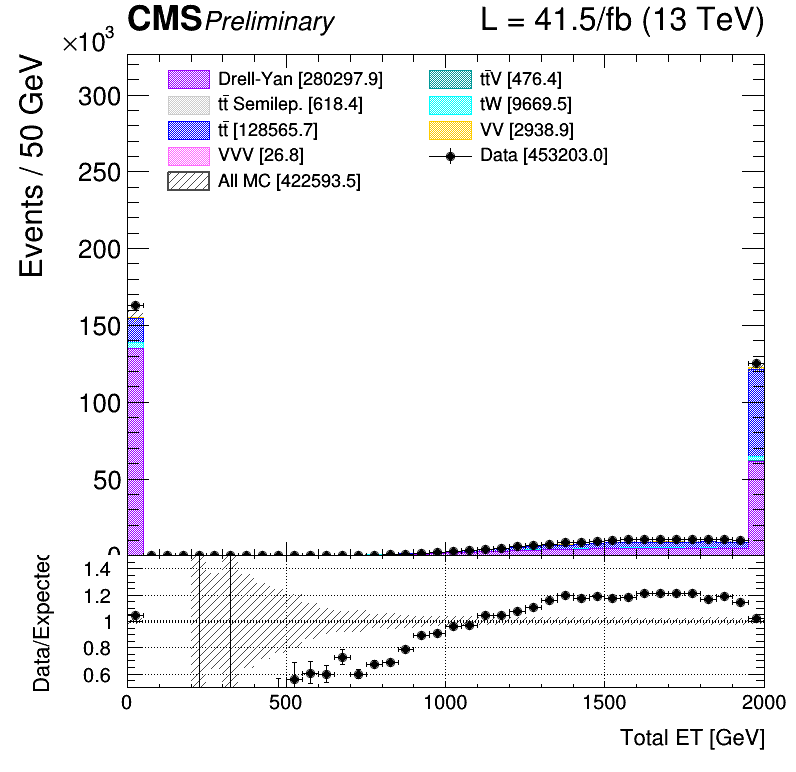 CMS Preliminary L = 41.5/fb (13 TeV)
×10³
Events / 50 GeV
300
250
200
150
100
50
0
Drell-Yan [280297.9]
tt̄ Semilep. [618.4]
tt̄ [128565.7]
VVV [26.8]
All MC [422593.5]
tt̄V [476.4]
tW [9669.5]
VV [2938.9]
Data [453203.0]
Data/Expected
1.4
1.2
1
0.8
0.6
0 500 1000 1500 2000
Total ET [GeV]